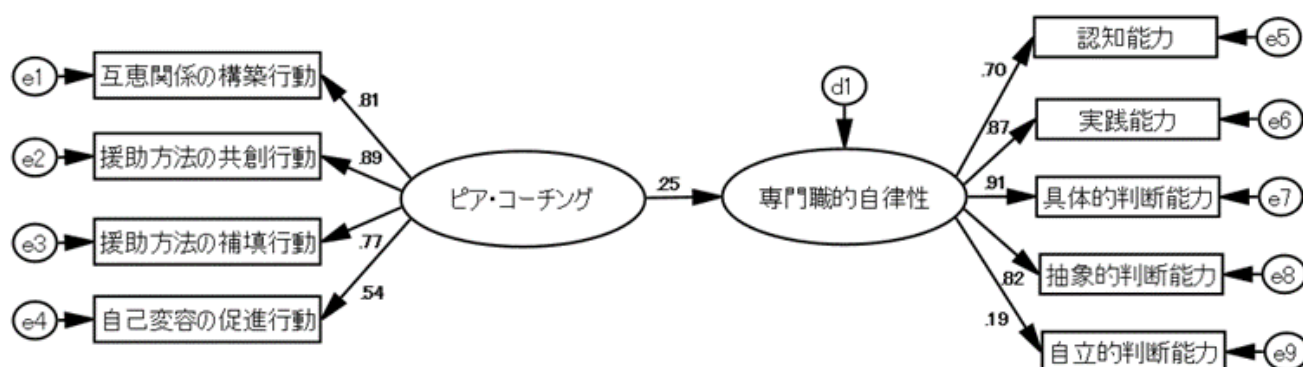 e1
互恵関係の構築行動
e2
援助方法の共創行動
e3
援助方法の補填行動
e4
自己変容の促進行動
.81
.89
.77
.54
ピア・コーチング
.25
d1
専門職的自律性
.70
.87
.91
.82
.19
認知能力
e5
実践能力
e6
具体的判断能力
e7
抽象的判断能力
e8
自立的判断能力
e9